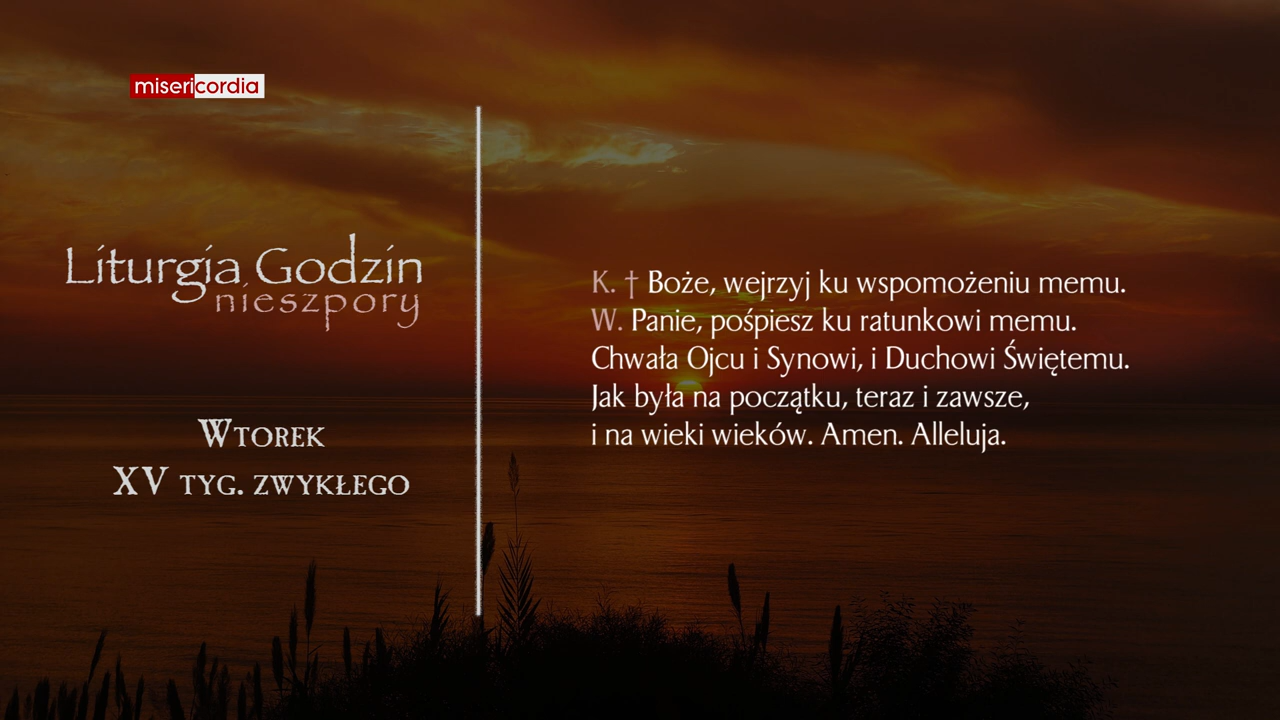 misericordia
Liturgia Godzin
nieszpory
Wtorek
XV tyg. zwykłego
K. † Boże, wejrzyj ku wspomożeniu memu.
W. Panie, pośpiesz ku ratunkowi memu.
Chwała Ojcu i Synowi, i Duchowi Świętemu.
Jak była na początku, teraz i zawsze,
i na wieki wieków. Amen. Alleluja.